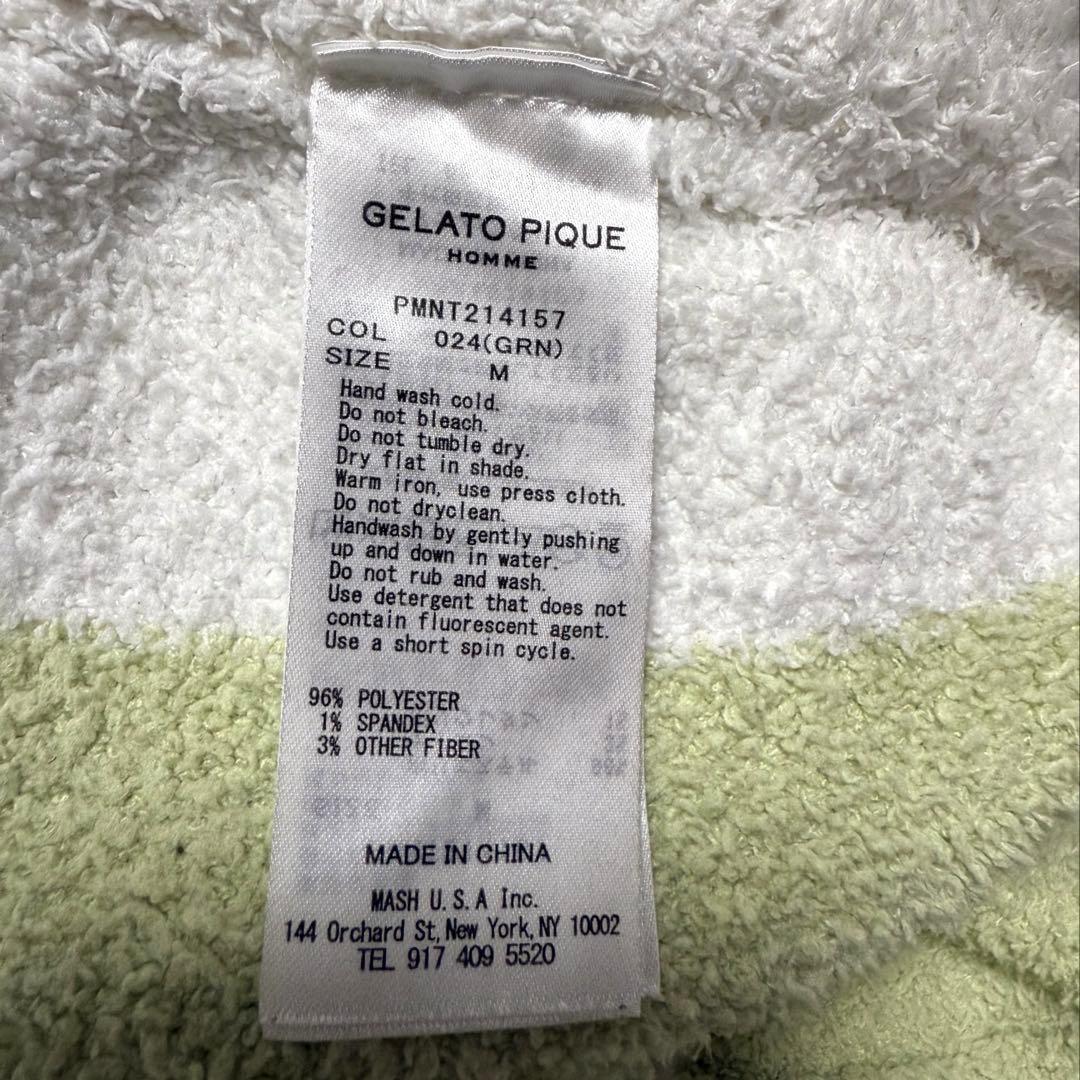 GELATO PIQUE
HOMME
PMNT214157
COL 024(GRN)
SIZE M
Hand wash cold.
Do not bleach.
Do not tumble dry.
Dry flat in shade.
Warm iron, use press cloth.
Do not dryclean.
Handwash by gently pushing
up and down in water.
Do not rub and wash.
Use detergent that does not
contain fluorescent agent.
Use a short spin cycle.
96% POLYESTER
1% SPANDEX
3% OTHER FIBER
MADE IN CHINA
MASH U.S.A Inc.
144 Orchard St, New York, NY 10002
TEL 917 409 5520